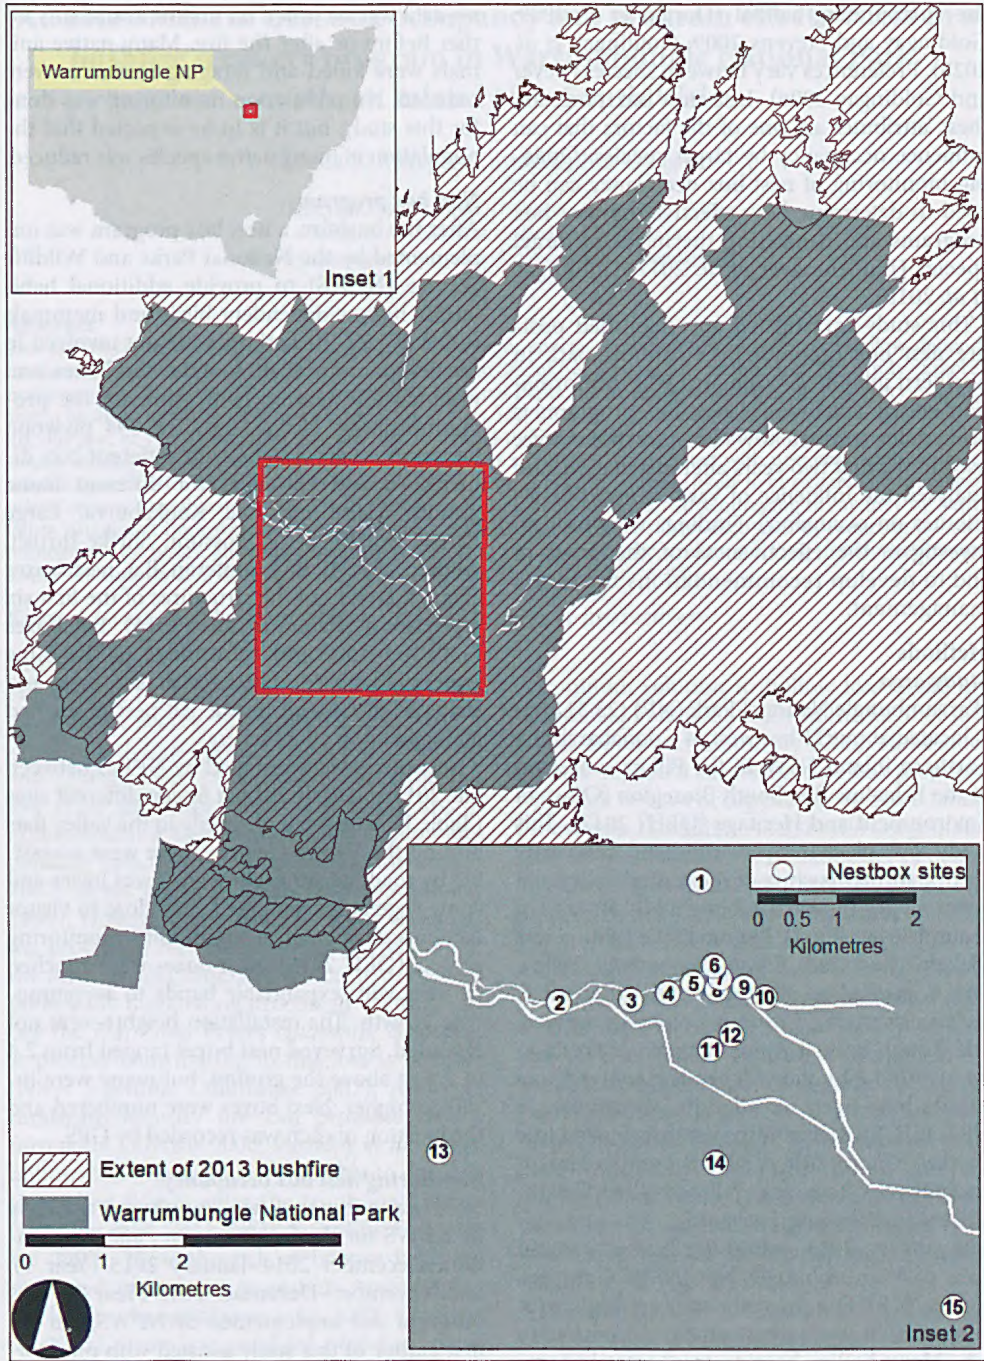 Warrumbungle NP
Inset 1
Nestbox sites
0 0.5 1 2
Kilometres
1
6
2 3 4 5 7 8 9 10
12
11
13
14
15
Inset 2
Extent of 2013 bushfire
Warrumbungle National Park
0 1 2 4
Kilometres